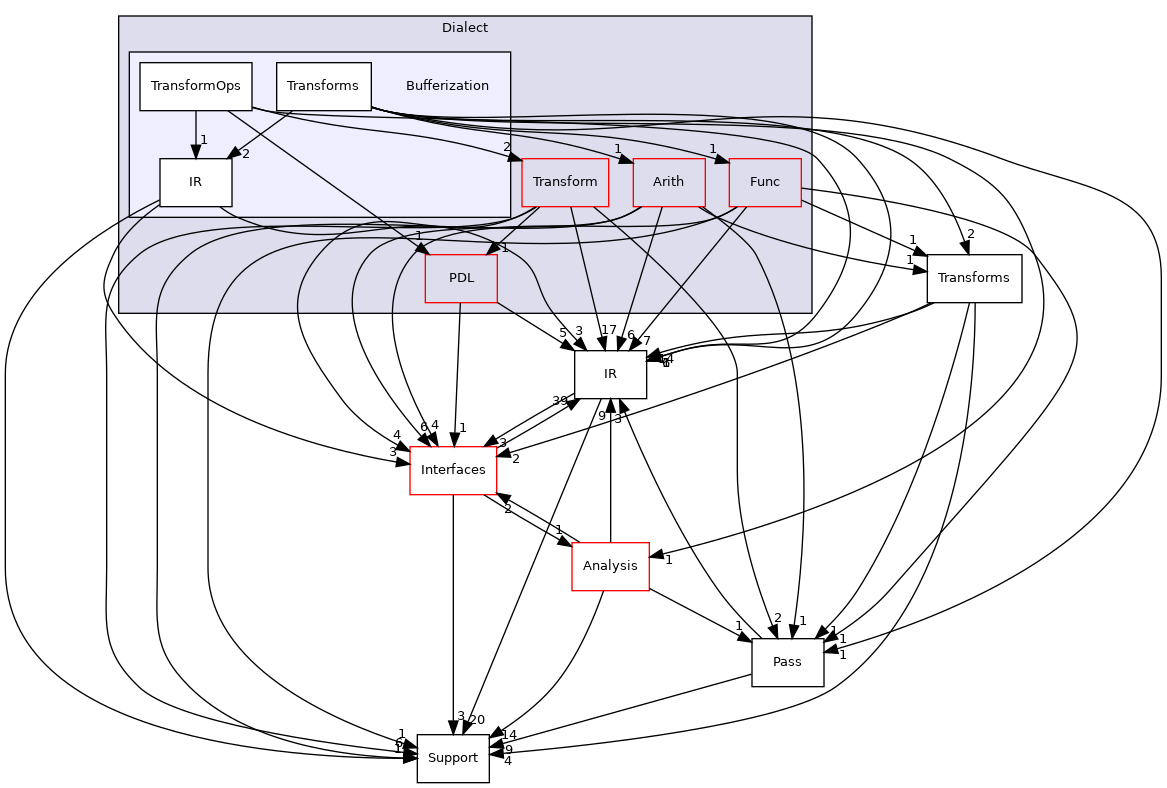 Dialect
TransformOps
Transforms
Bufferization
1
2
2
1
1
IR
Transform
Arith
Func
1
1
2
1
1
PDL
Transforms
5
3
17
6
7
IR
39
9
3
4
6
4
1
3
3
2
Interfaces
2
1
Analysis
1
1
2
1
1
1
Pass
3
20
1
14
9
4
Support